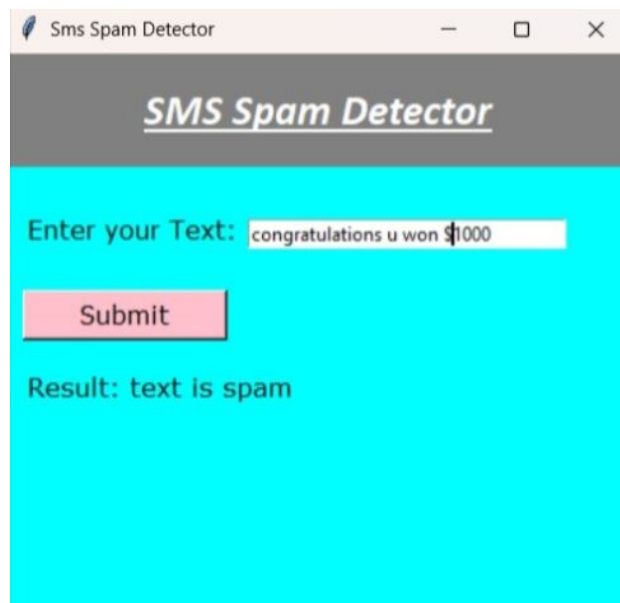 Sms Spam Detector
SMS Spam Detector
Enter your Text: congratulations u won $1000
Submit
Result: text is spam